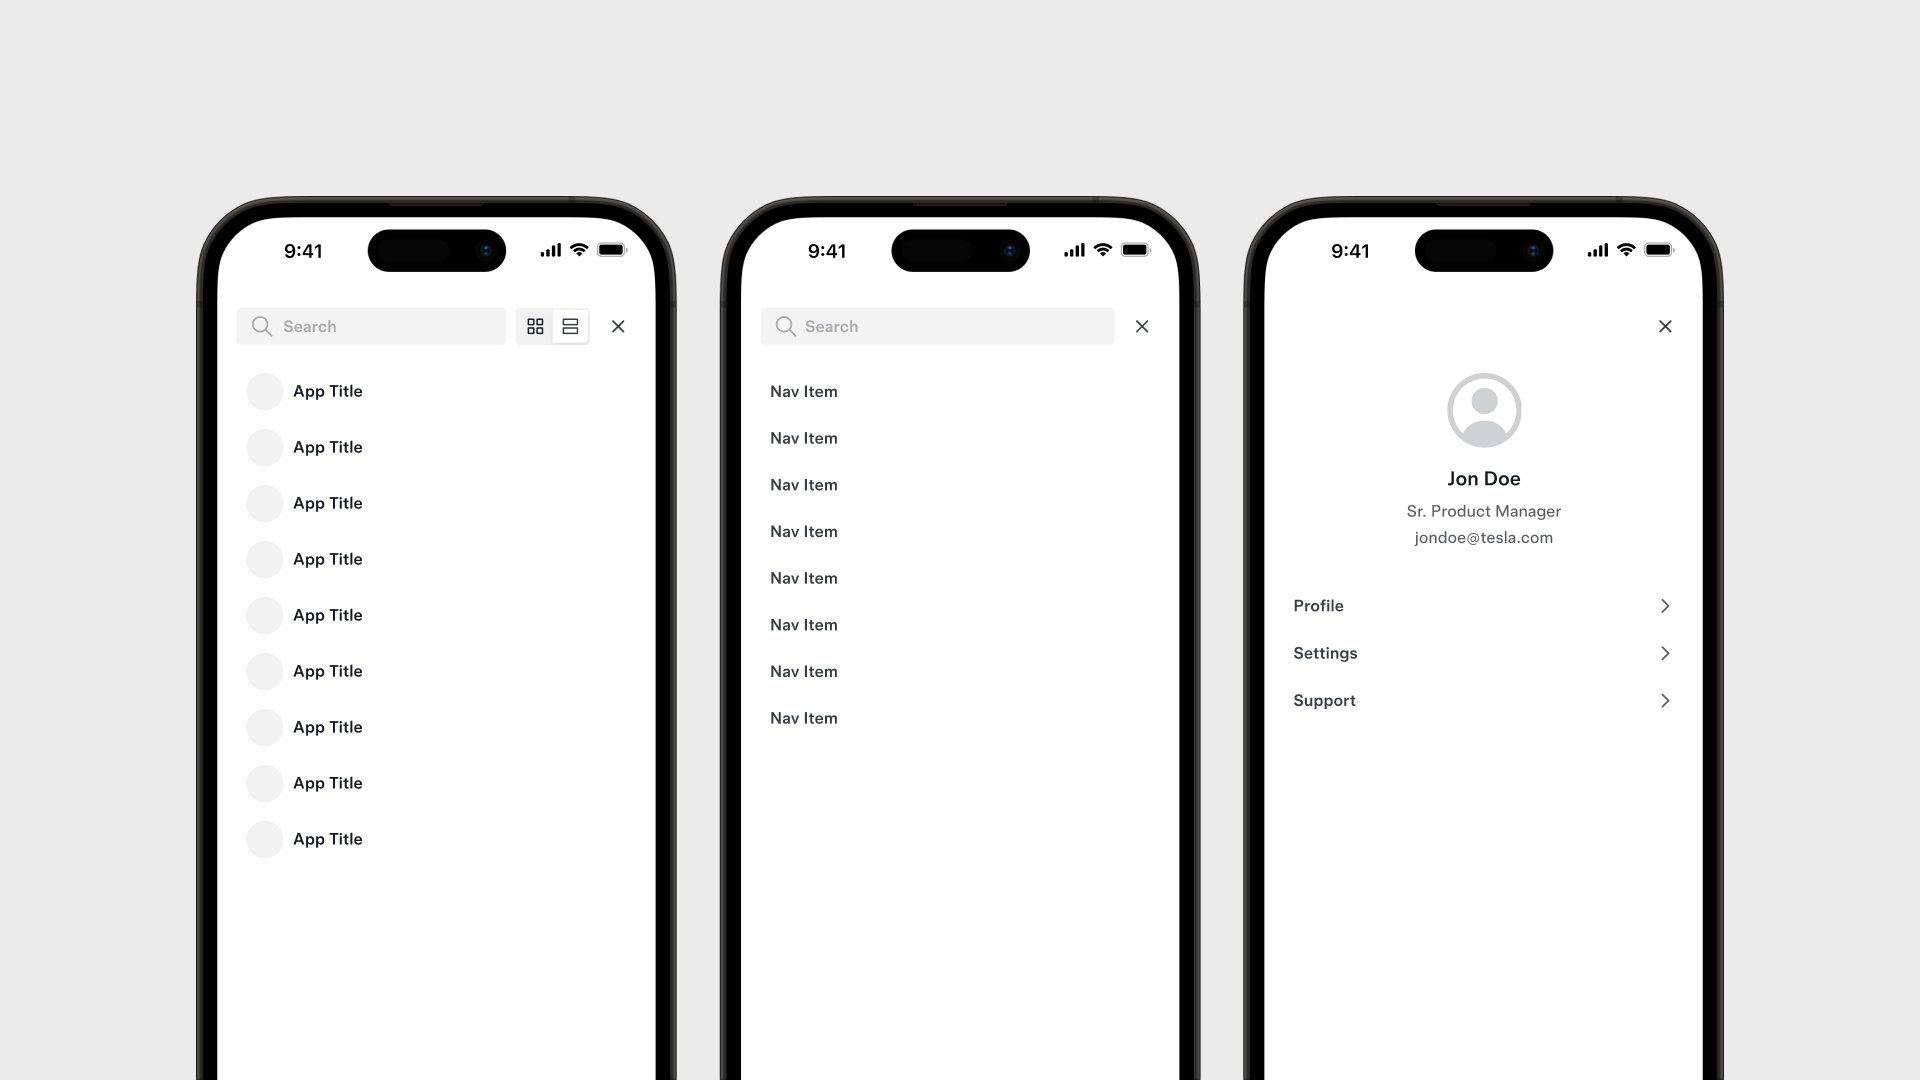 9:41
Search
App Title
App Title
App Title
App Title
App Title
App Title
App Title
App Title
App Title
9:41
Search
Nav Item
Nav Item
Nav Item
Nav Item
Nav Item
Nav Item
Nav Item
Nav Item
9:41
Jon Doe
Sr. Product Manager
jondoe@tesla.com
Profile
Settings
Support